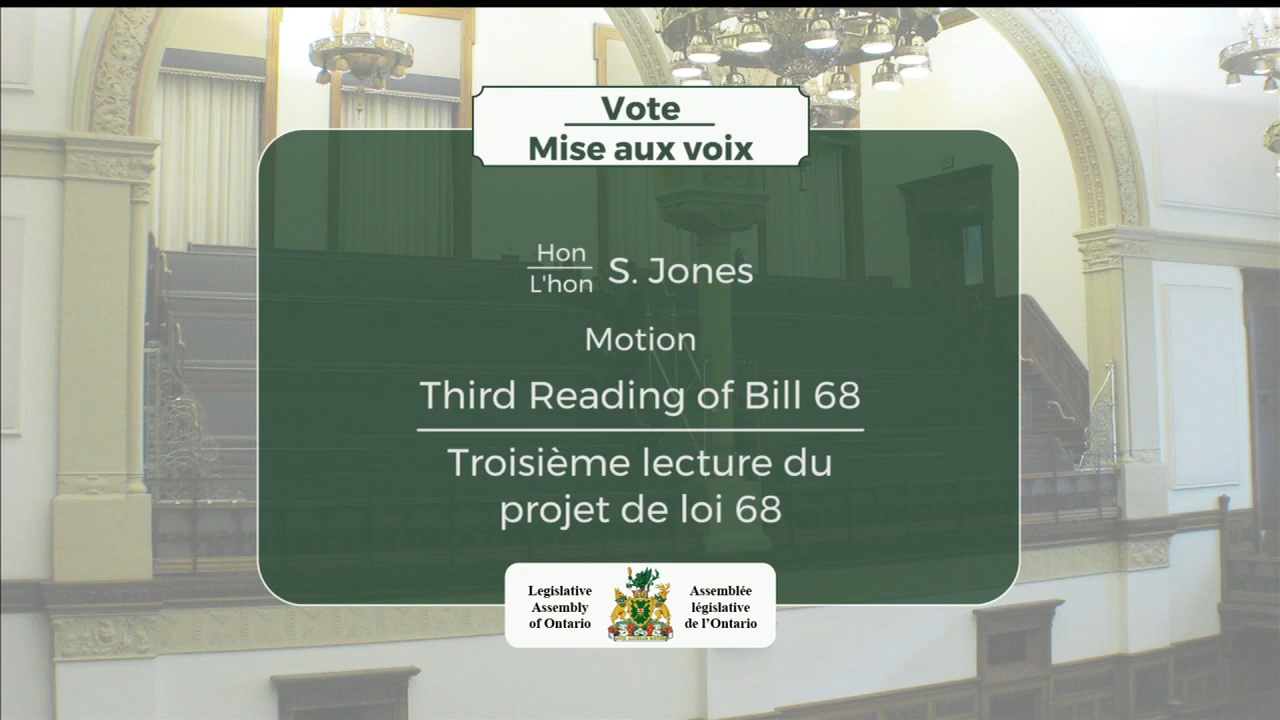 Vote
Mise aux voix
Hon
L'hon
S. Jones
Motion
Third Reading of Bill 68
Troisième lecture du
projet de loi 68
Legislative
Assembly
of Ontario
Assemblée
législative
de l'Ontario